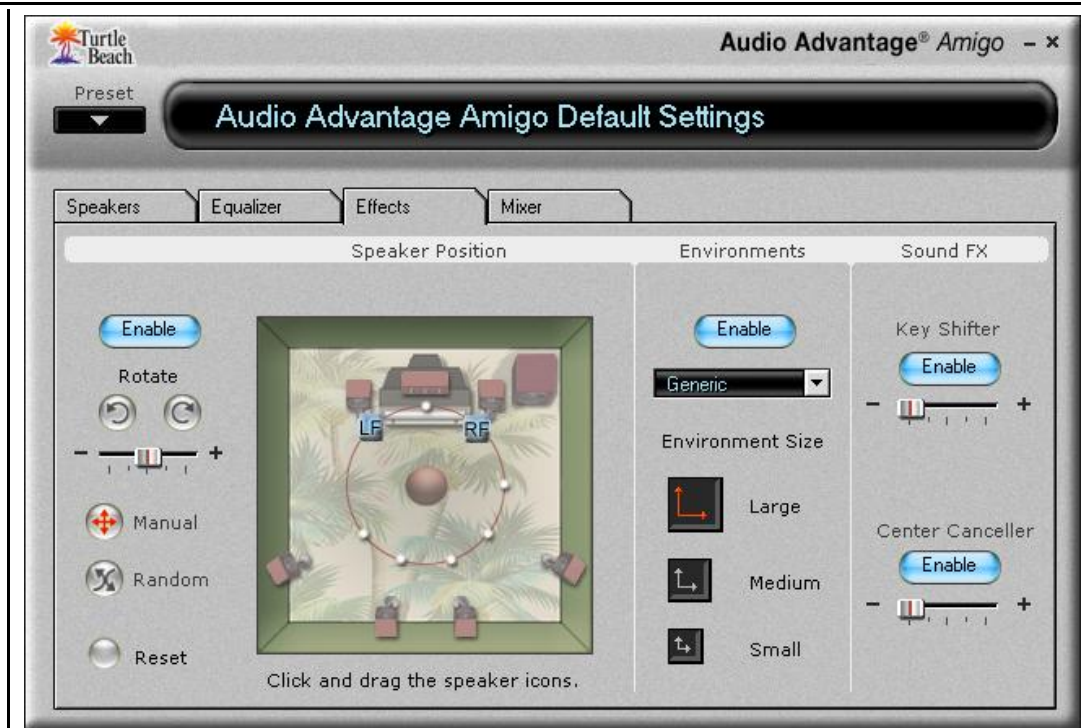 Turtle
Beach
Audio Advantage® Amigo
Preset
Audio Advantage Amigo Default Settings
Speakers
Equalizer
Effects
Mixer
Speaker Position
Environments
Sound FX
Enable
Rotate
- +
Manual
Random
Reset
LF
RF
Click and drag the speaker icons.
Enable
Generic
Environment Size
Large
Medium
Small
Key Shifter
Enable
- +
Center Canceller
Enable
- +